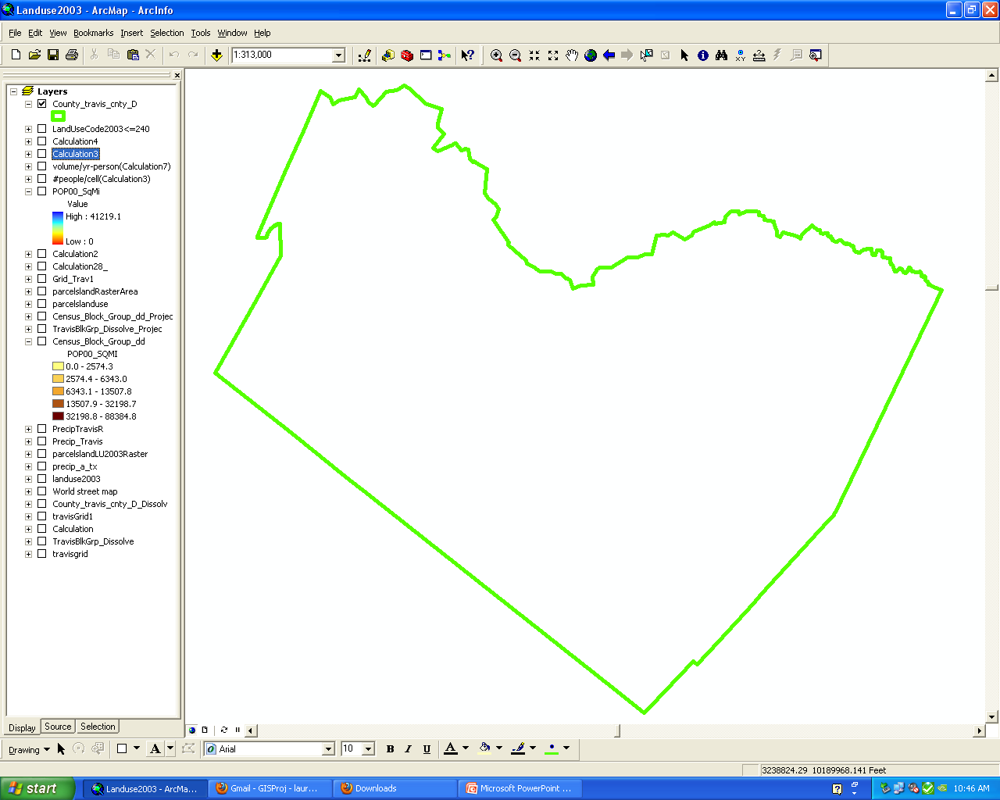 Landuse2003 - ArcMap - ArcInfo
File Edit View Bookmarks Insert Selection Tools Window Help
1:313,000
Layers
County_travis_cnty_D
LandUseCode2003<=240
Calculation4
Calculation3
volume/yr-person(Calculation7)
#people/cell(Calculation3)
POP00_SqMi
Value
High : 41219.1
Low : 0
Calculation2
Calculation28_
Grid_Trav1
parcelslandRasterArea
parcelslanduse
Census_Block_Group_dd_Projec
TravisBlkGrp_Dissolve_Projec
Census_Block_Group_dd
POP00_SQMI
0.0 - 2574.3
2574.4 - 6343.0
6343.1 - 13507.8
13507.9 - 32198.7
32198.8 - 88384.8
PrecipTravisR
Precip_Travis
parcelslandLU2003Raster
precip_a_tx
landuse2003
World street map
County_travis_cnty_D_Dissolv
travisGrid1
Calculation
TravisBlkGrp_Dissolve
travisgrid
Display Source Selection
Drawing A Arial 10 B I U A
3238824.29 10189968.141 Feet
start Landuse2003 - ArcMa... Gmail - GISProj - laur... Downloads Microsoft PowerPoint ... 10:46 AM